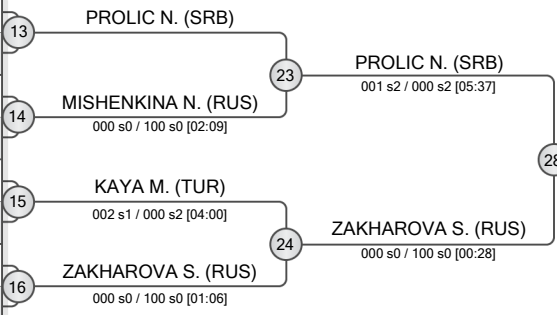 PROLIC N. (SRB)
13
23
PROLIC N. (SRB)
001 s2 / 000 s2 [05:37]
MISHENKINA N. (RUS)
14
000 s0 / 100 s0 [02:09]
28
KAYA M. (TUR)
15
002 s1 / 000 s2 [04:00]
24
ZAKHAROVA S. (RUS)
000 s0 / 100 s0 [00:28]
ZAKHAROVA S. (RUS)
16
000 s0 / 100 s0 [01:06]